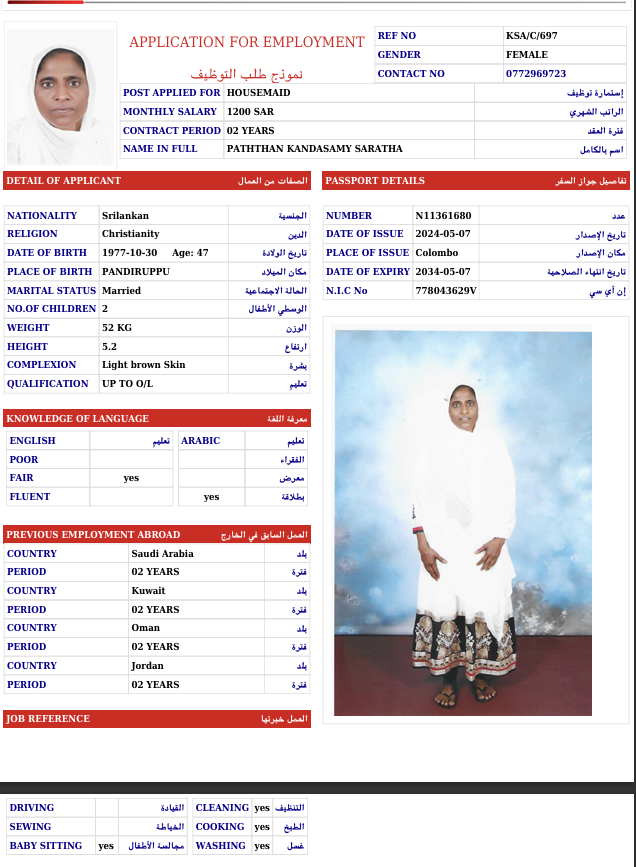 APPLICATION FOR EMPLOYMENT
نموذج طلب التوظيف
REF NO KSA/C/697
GENDER FEMALE
CONTACT NO 0772969723
POST APPLIED FOR HOUSEMAID إستمارة توظيف
MONTHLY SALARY 1200 SAR الراتب الشهري
CONTRACT PERIOD 02 YEARS فترة العقد
NAME IN FULL PATHTHAN KANDASAMY SARATHA اسم بالكامل
DETAIL OF APPLICANT الصفات من العمال
NATIONALITY Srilankan الجنسية
RELIGION Christianity الدين
DATE OF BIRTH 1977-10-30 Age: 47 تاريخ الولادة
PLACE OF BIRTH PANDIRUPPU مكان الميلاد
MARITAL STATUS Married الحالة الاجتماعية
NO.OF CHILDREN 2 الوسطي الأطفال
WEIGHT 52 KG الوزن
HEIGHT 5.2 ارتفاع
COMPLEXION Light brown Skin بشرة
QUALIFICATION UP TO O/L تعليم
PASSPORT DETAILS تفاصيل جواز السفر
NUMBER N11361680 عدد
DATE OF ISSUE 2024-05-07 تاريخ الإصدار
PLACE OF ISSUE Colombo مكان الإصدار
DATE OF EXPIRY 2034-05-07 تاريخ انتهاء الصلاحية
N.I.C No 778043629V إن آي سي
KNOWLEDGE OF LANGUAGE معرفة اللغة
ENGLISH تعليم ARABIC تعليم
POOR الفقراء
FAIR yes معرض
FLUENT yes بطلاقة
PREVIOUS EMPLOYMENT ABROAD العمل السابق في الخارج
COUNTRY Saudi Arabia بلد
PERIOD 02 YEARS فترة
COUNTRY Kuwait بلد
PERIOD 02 YEARS فترة
COUNTRY Oman بلد
PERIOD 02 YEARS فترة
COUNTRY Jordan بلد
PERIOD 02 YEARS فترة
JOB REFERENCE العمل خبرتها
DRIVING القيادة CLEANING yes التنظيف
SEWING الخياطة COOKING yes الطبخ
BABY SITTING yes مجالسة الأطفال WASHING yes غسل